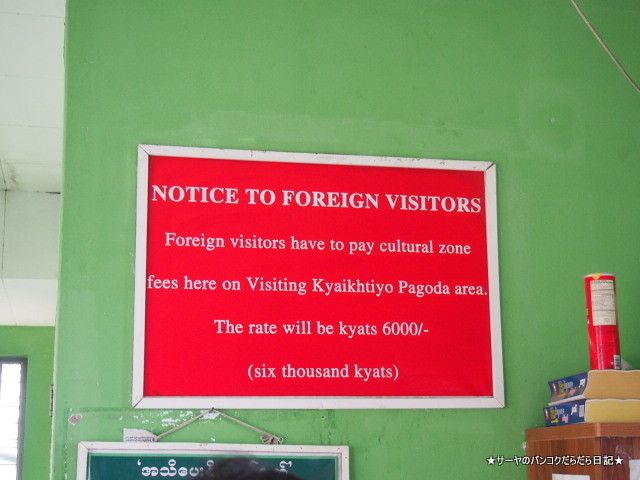 NOTICE TO FOREIGN VISITORS
Foreign visitors have to pay cultural zone
fees here on Visiting Kyaikhtiyo Pagoda area.
The rate will be kyats 6000/-
(six thousand kyats)
★サーヤのバンコクだらだら日記★